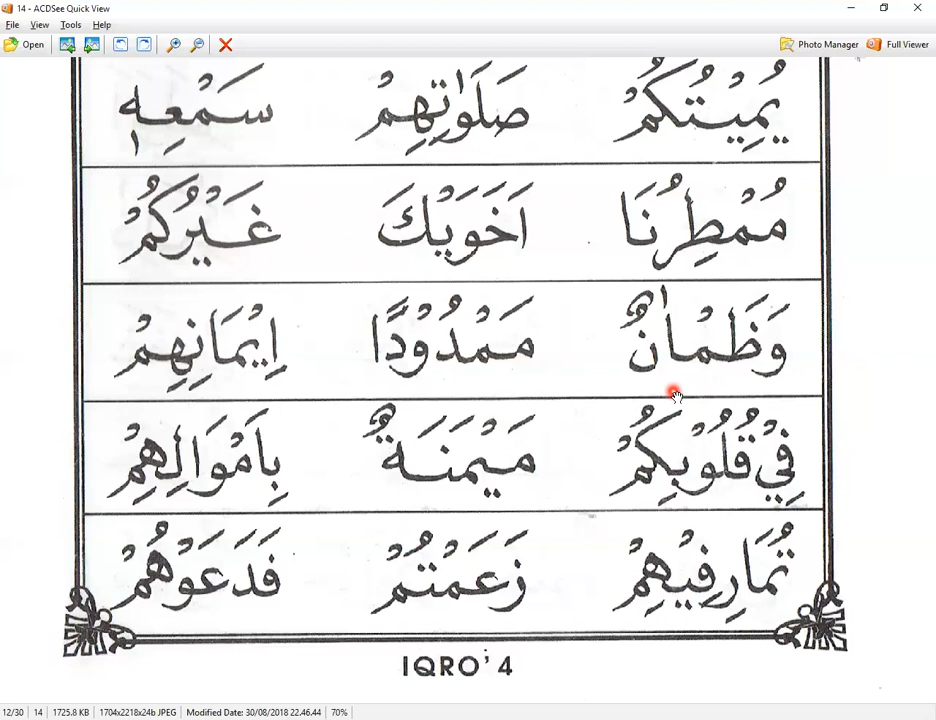 14 - ACDSee Quick View
File View Tools Help
Open Photo Manager Full Viewer
يُمِيْتُكُمْ صَلَوٰتِهِمْ سَمْعِهٖ
مُمْطِرُنَا اَخَوَيْكَ غَيْرُكُمْ
وَظَمْاٰنٌ مَمْدُوْدًا اِيْمَانِهِمْ
فِيْ قُلُوْبِكُمْ مَيْمَنَةٌ بِاَمْوَالِهِمْ
تُمَارِفِيْهِمْ زَعَمْتُمْ فَدَعَوْهُمْ
IQRO' 4
12/30 14 1725.8 KB 1704x2218x24b JPEG Modified Date: 30/08/2018 22.46.44 70%